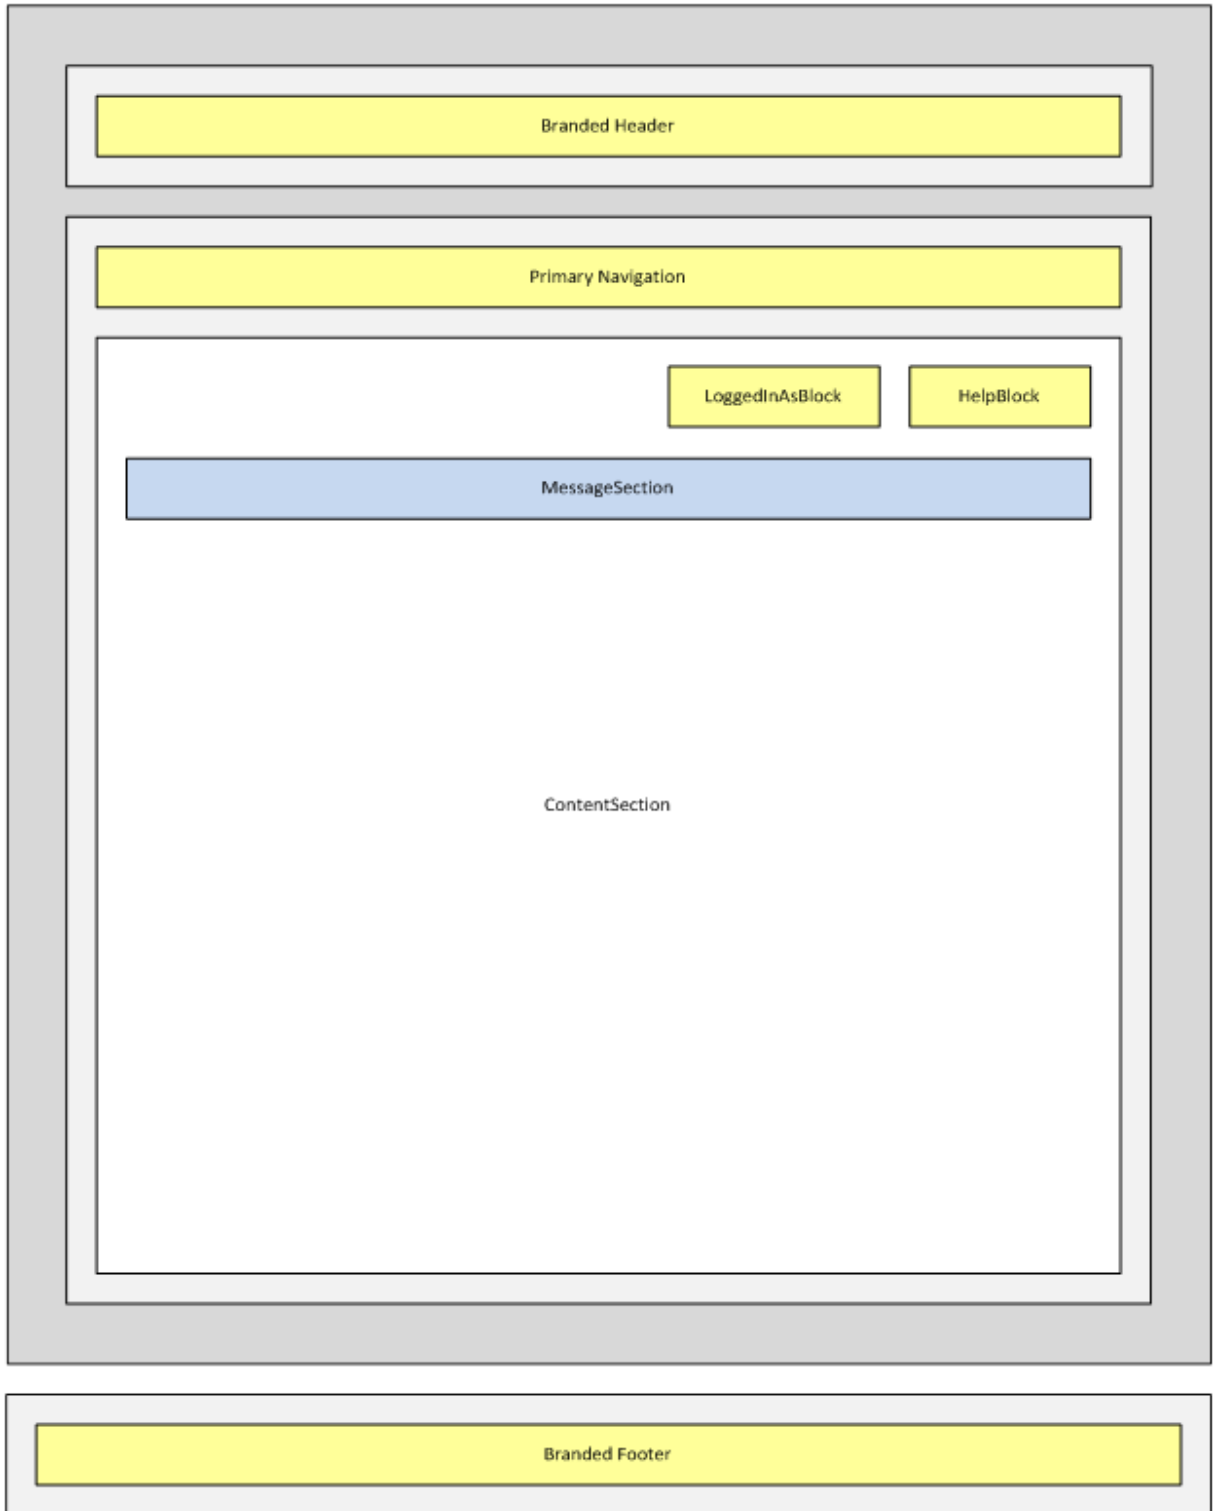 Branded Header
Primary Navigation
LoggedInAsBlock
HelpBlock
MessageSection
ContentSection
Branded Footer